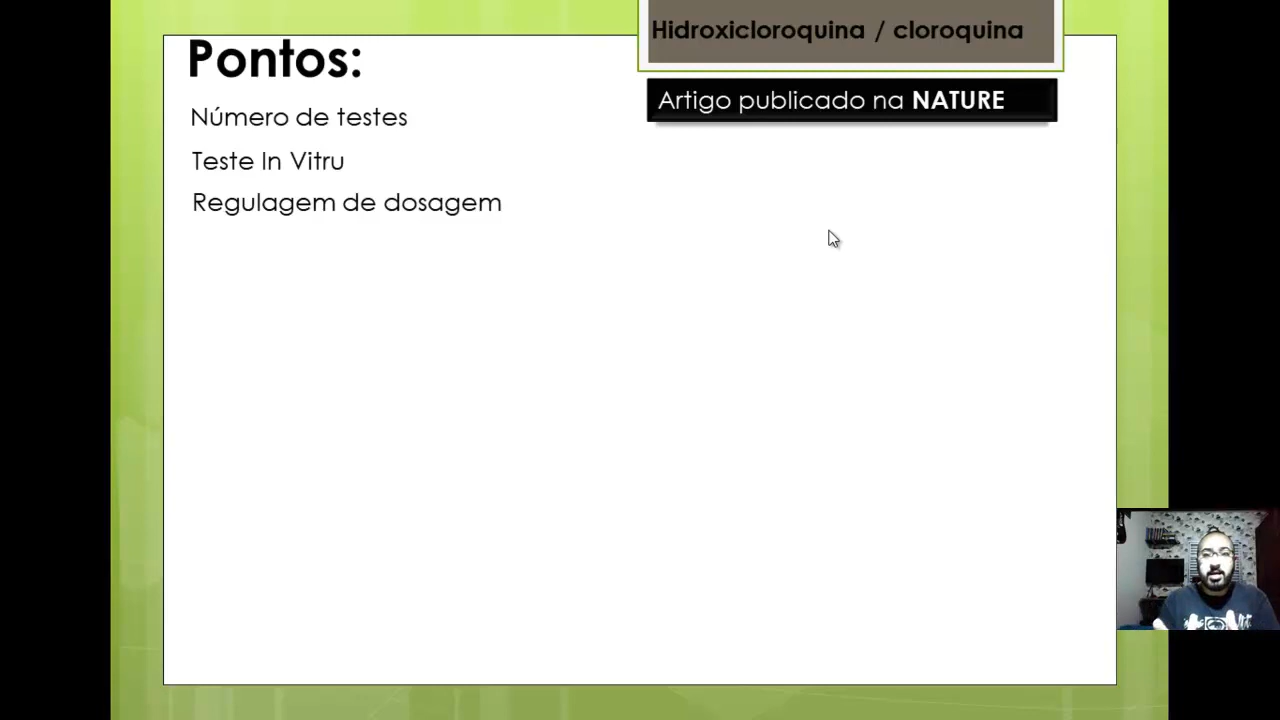 Hidroxicloroquina / cloroquina
Pontos:
Artigo publicado na NATURE
Número de testes
Teste In Vitru
Regulagem de dosagem